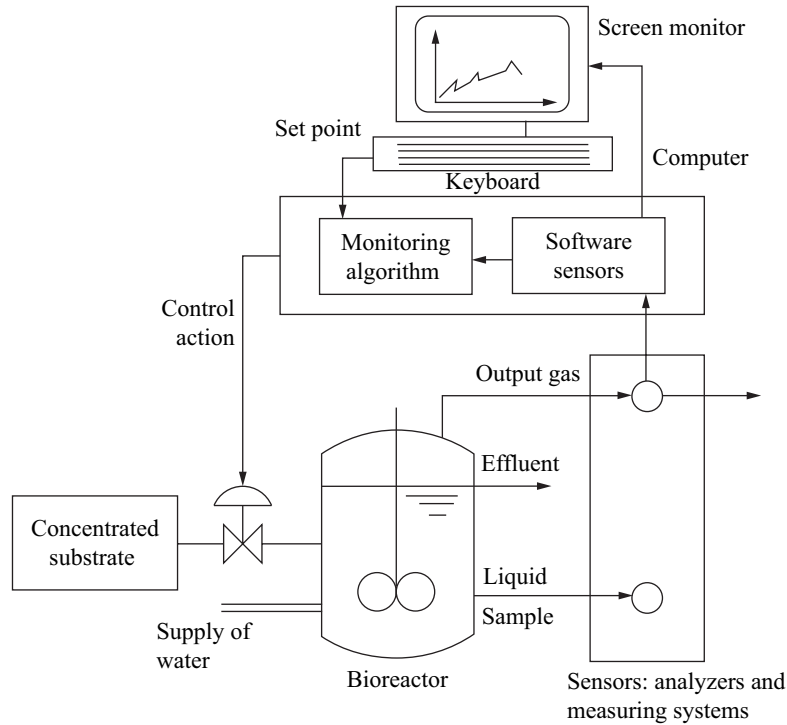 Screen monitor
Set point
Keyboard
Computer
Monitoring
algorithm
Software
sensors
Control
action
Output gas
Effluent
Concentrated
substrate
Liquid
Sample
Supply of
water
Bioreactor
Sensors: analyzers and
measuring systems